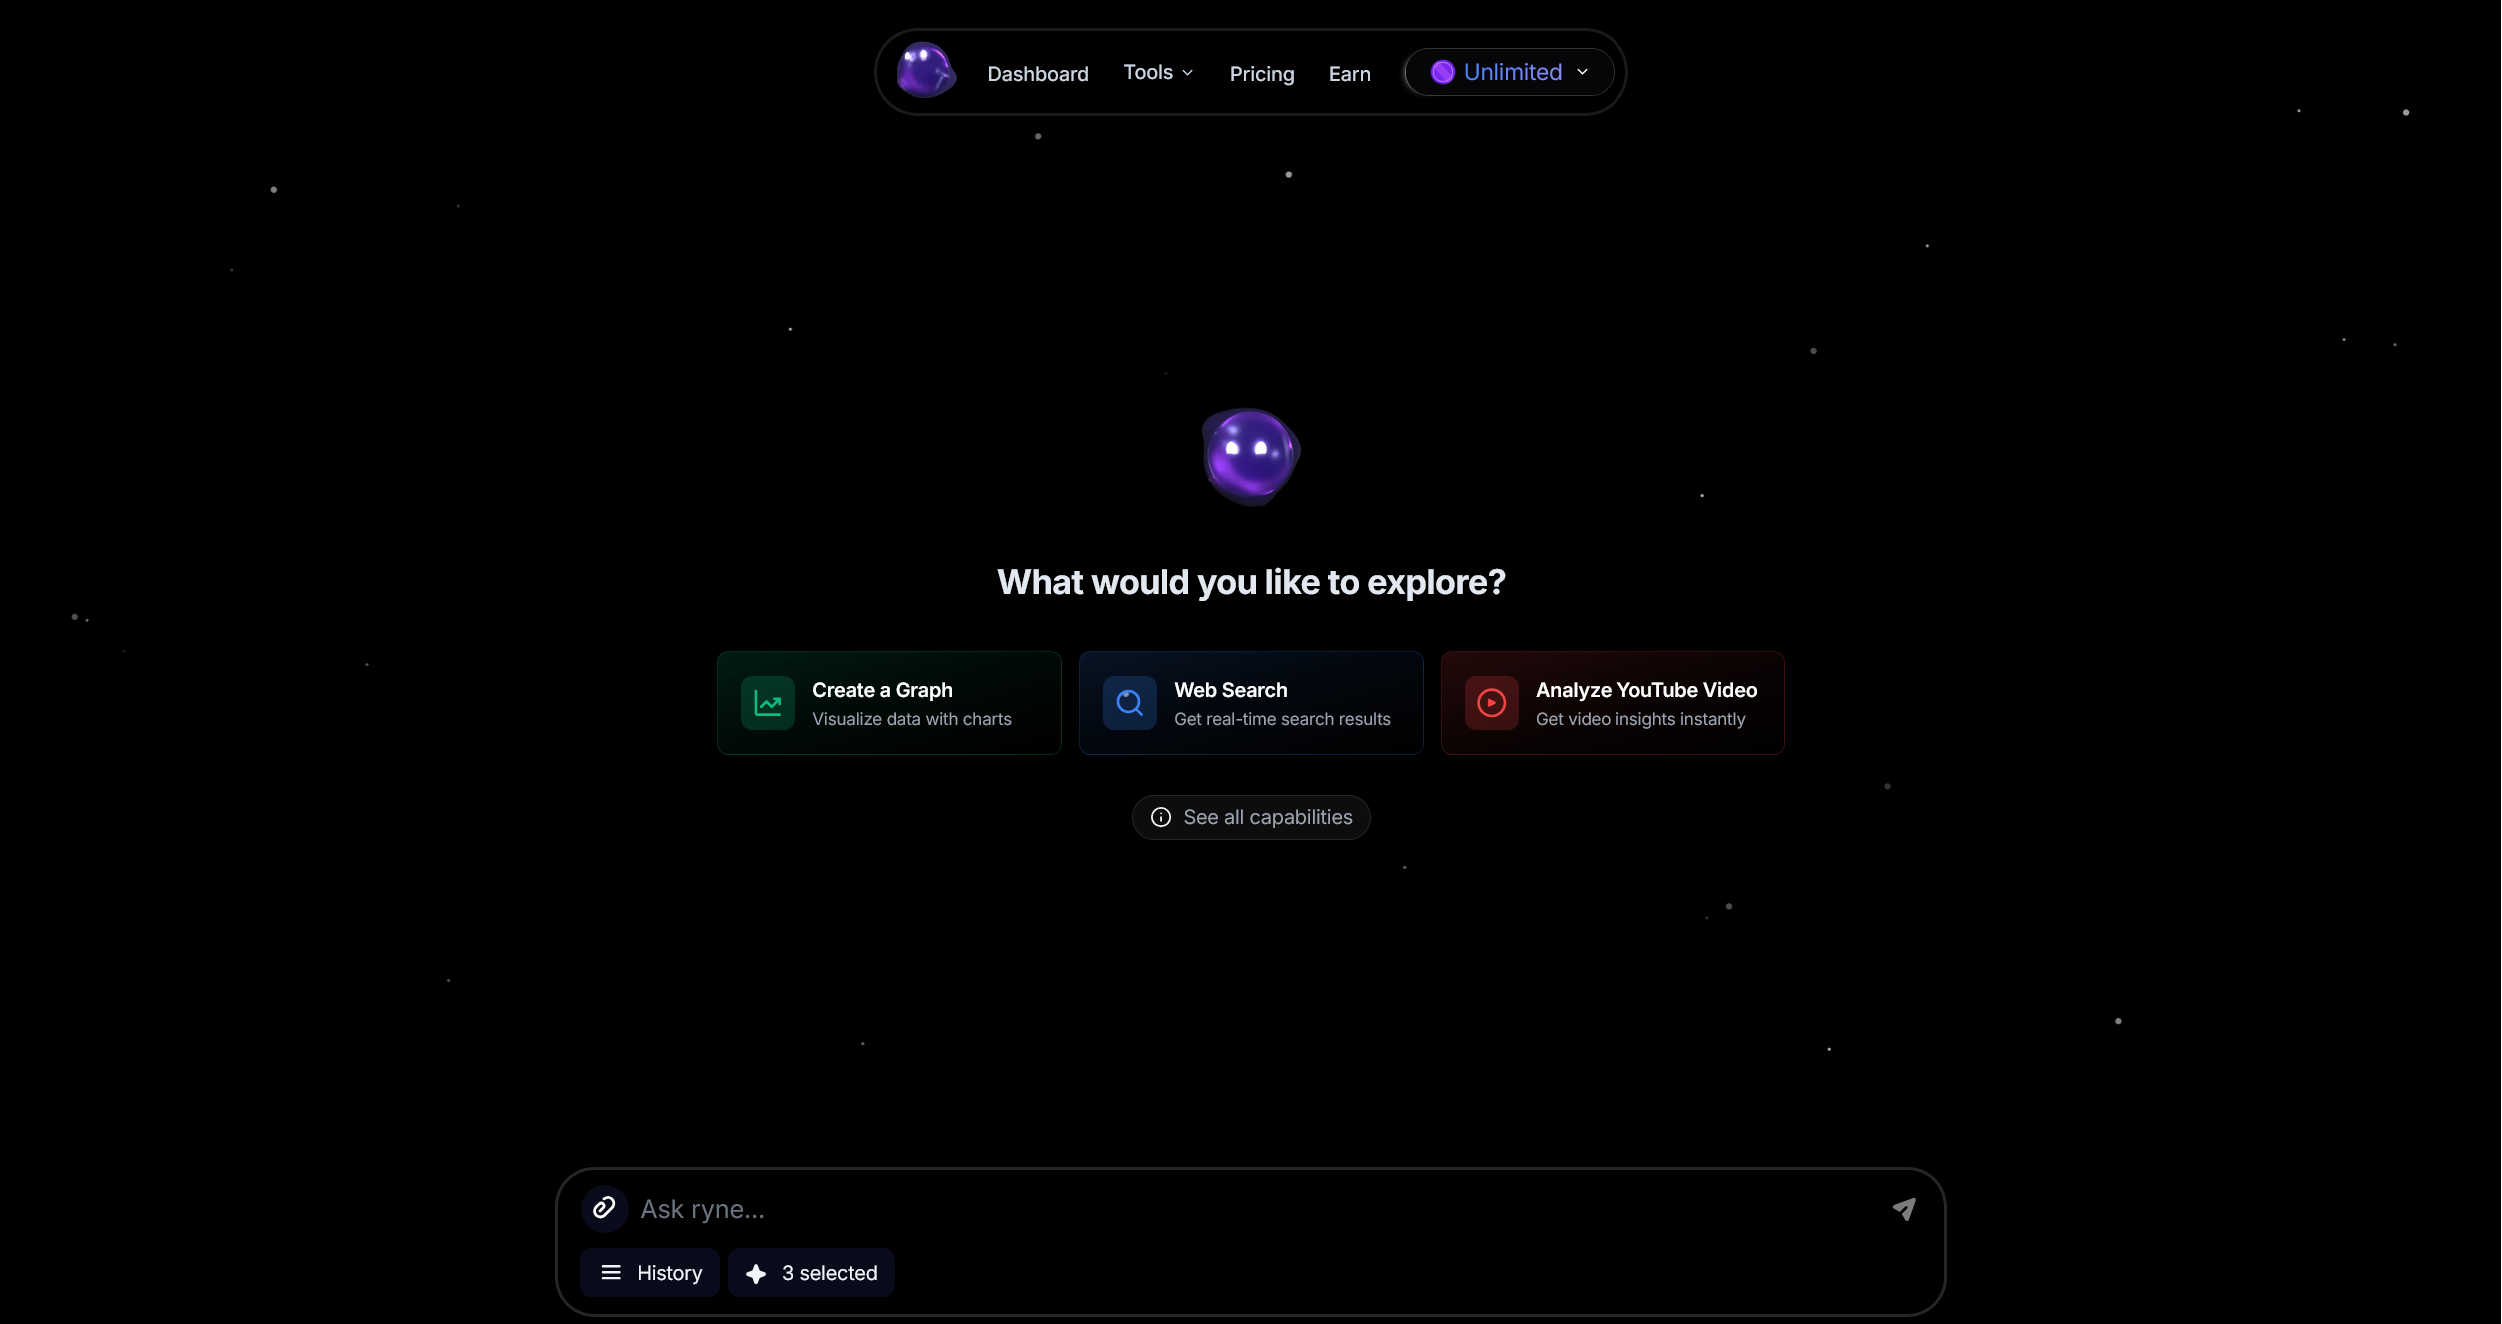 Dashboard
Tools
Pricing
Earn
Unlimited
What would you like to explore?
Create a Graph
Visualize data with charts
Web Search
Get real-time search results
Analyze YouTube Video
Get video insights instantly
See all capabilities
Ask ryne...
History
3 selected